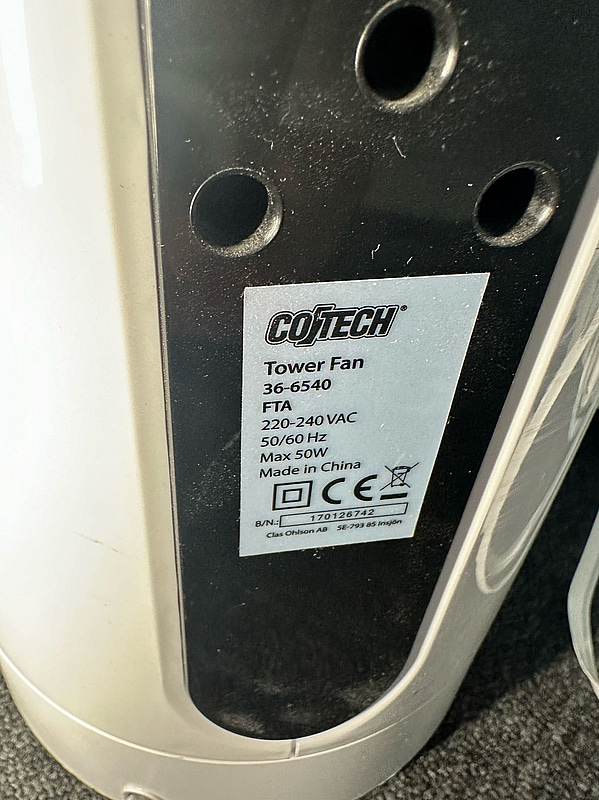 COTECH®
Tower Fan
36-6540
FTA
220-240 VAC
50/60 Hz
Max 50W
Made in China
CE
B/N.: 170126742
Clas Ohlson AB SE-793 85 Insjön